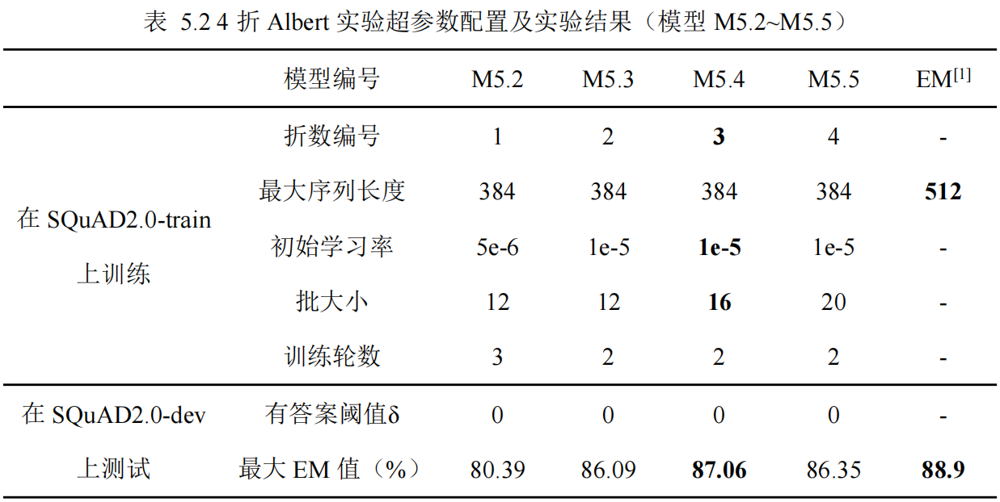 表 5.2 4 折 Albert 实验超参数配置及实验结果（模型 M5.2~M5.5）
模型编号 M5.2 M5.3 M5.4 M5.5 EM[1]
在 SQuAD2.0-train
上训练
折数编号 1 2 3 4 -
最大序列长度 384 384 384 384 512
初始学习率 5e-6 1e-5 1e-5 1e-5 -
批大小 12 12 16 20 -
训练轮数 3 2 2 2 -
在 SQuAD2.0-dev
上测试
有答案阈值δ 0 0 0 0 -
最大 EM 值（%） 80.39 86.09 87.06 86.35 88.9